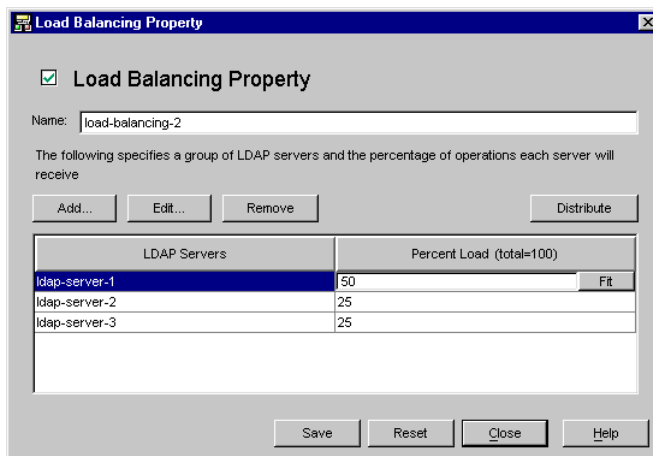 Load Balancing Property
Load Balancing Property
Name: load-balancing-2
The following specifies a group of LDAP servers and the percentage of operations each server will
receive
Add... Edit... Remove Distribute
LDAP Servers Percent Load (total=100)
ldap-server-1 50 Fit
ldap-server-2 25
ldap-server-3 25
Save Reset Close Help